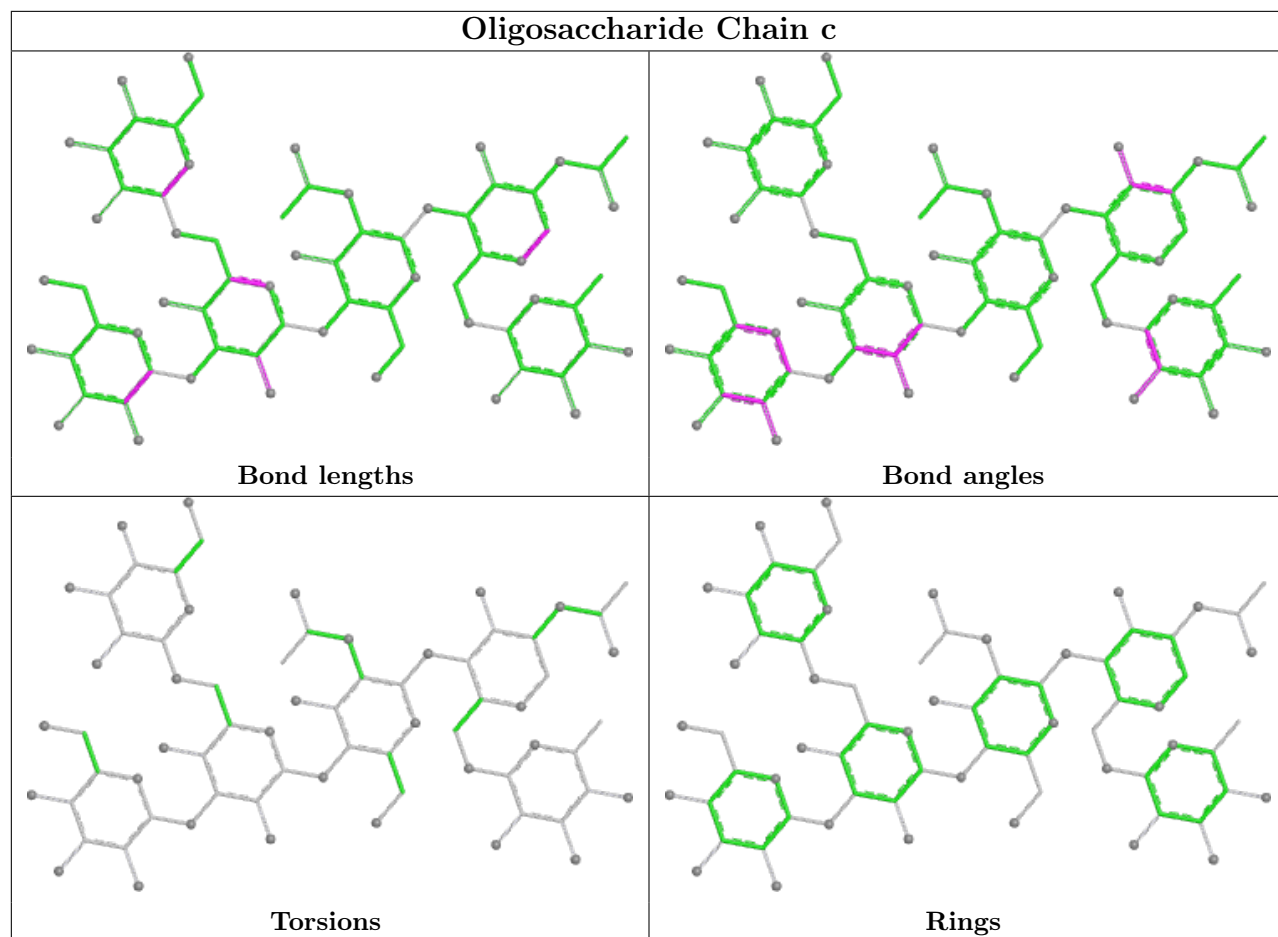 Oligosaccharide Chain c
Bond lengths
Bond angles
Torsions
Rings